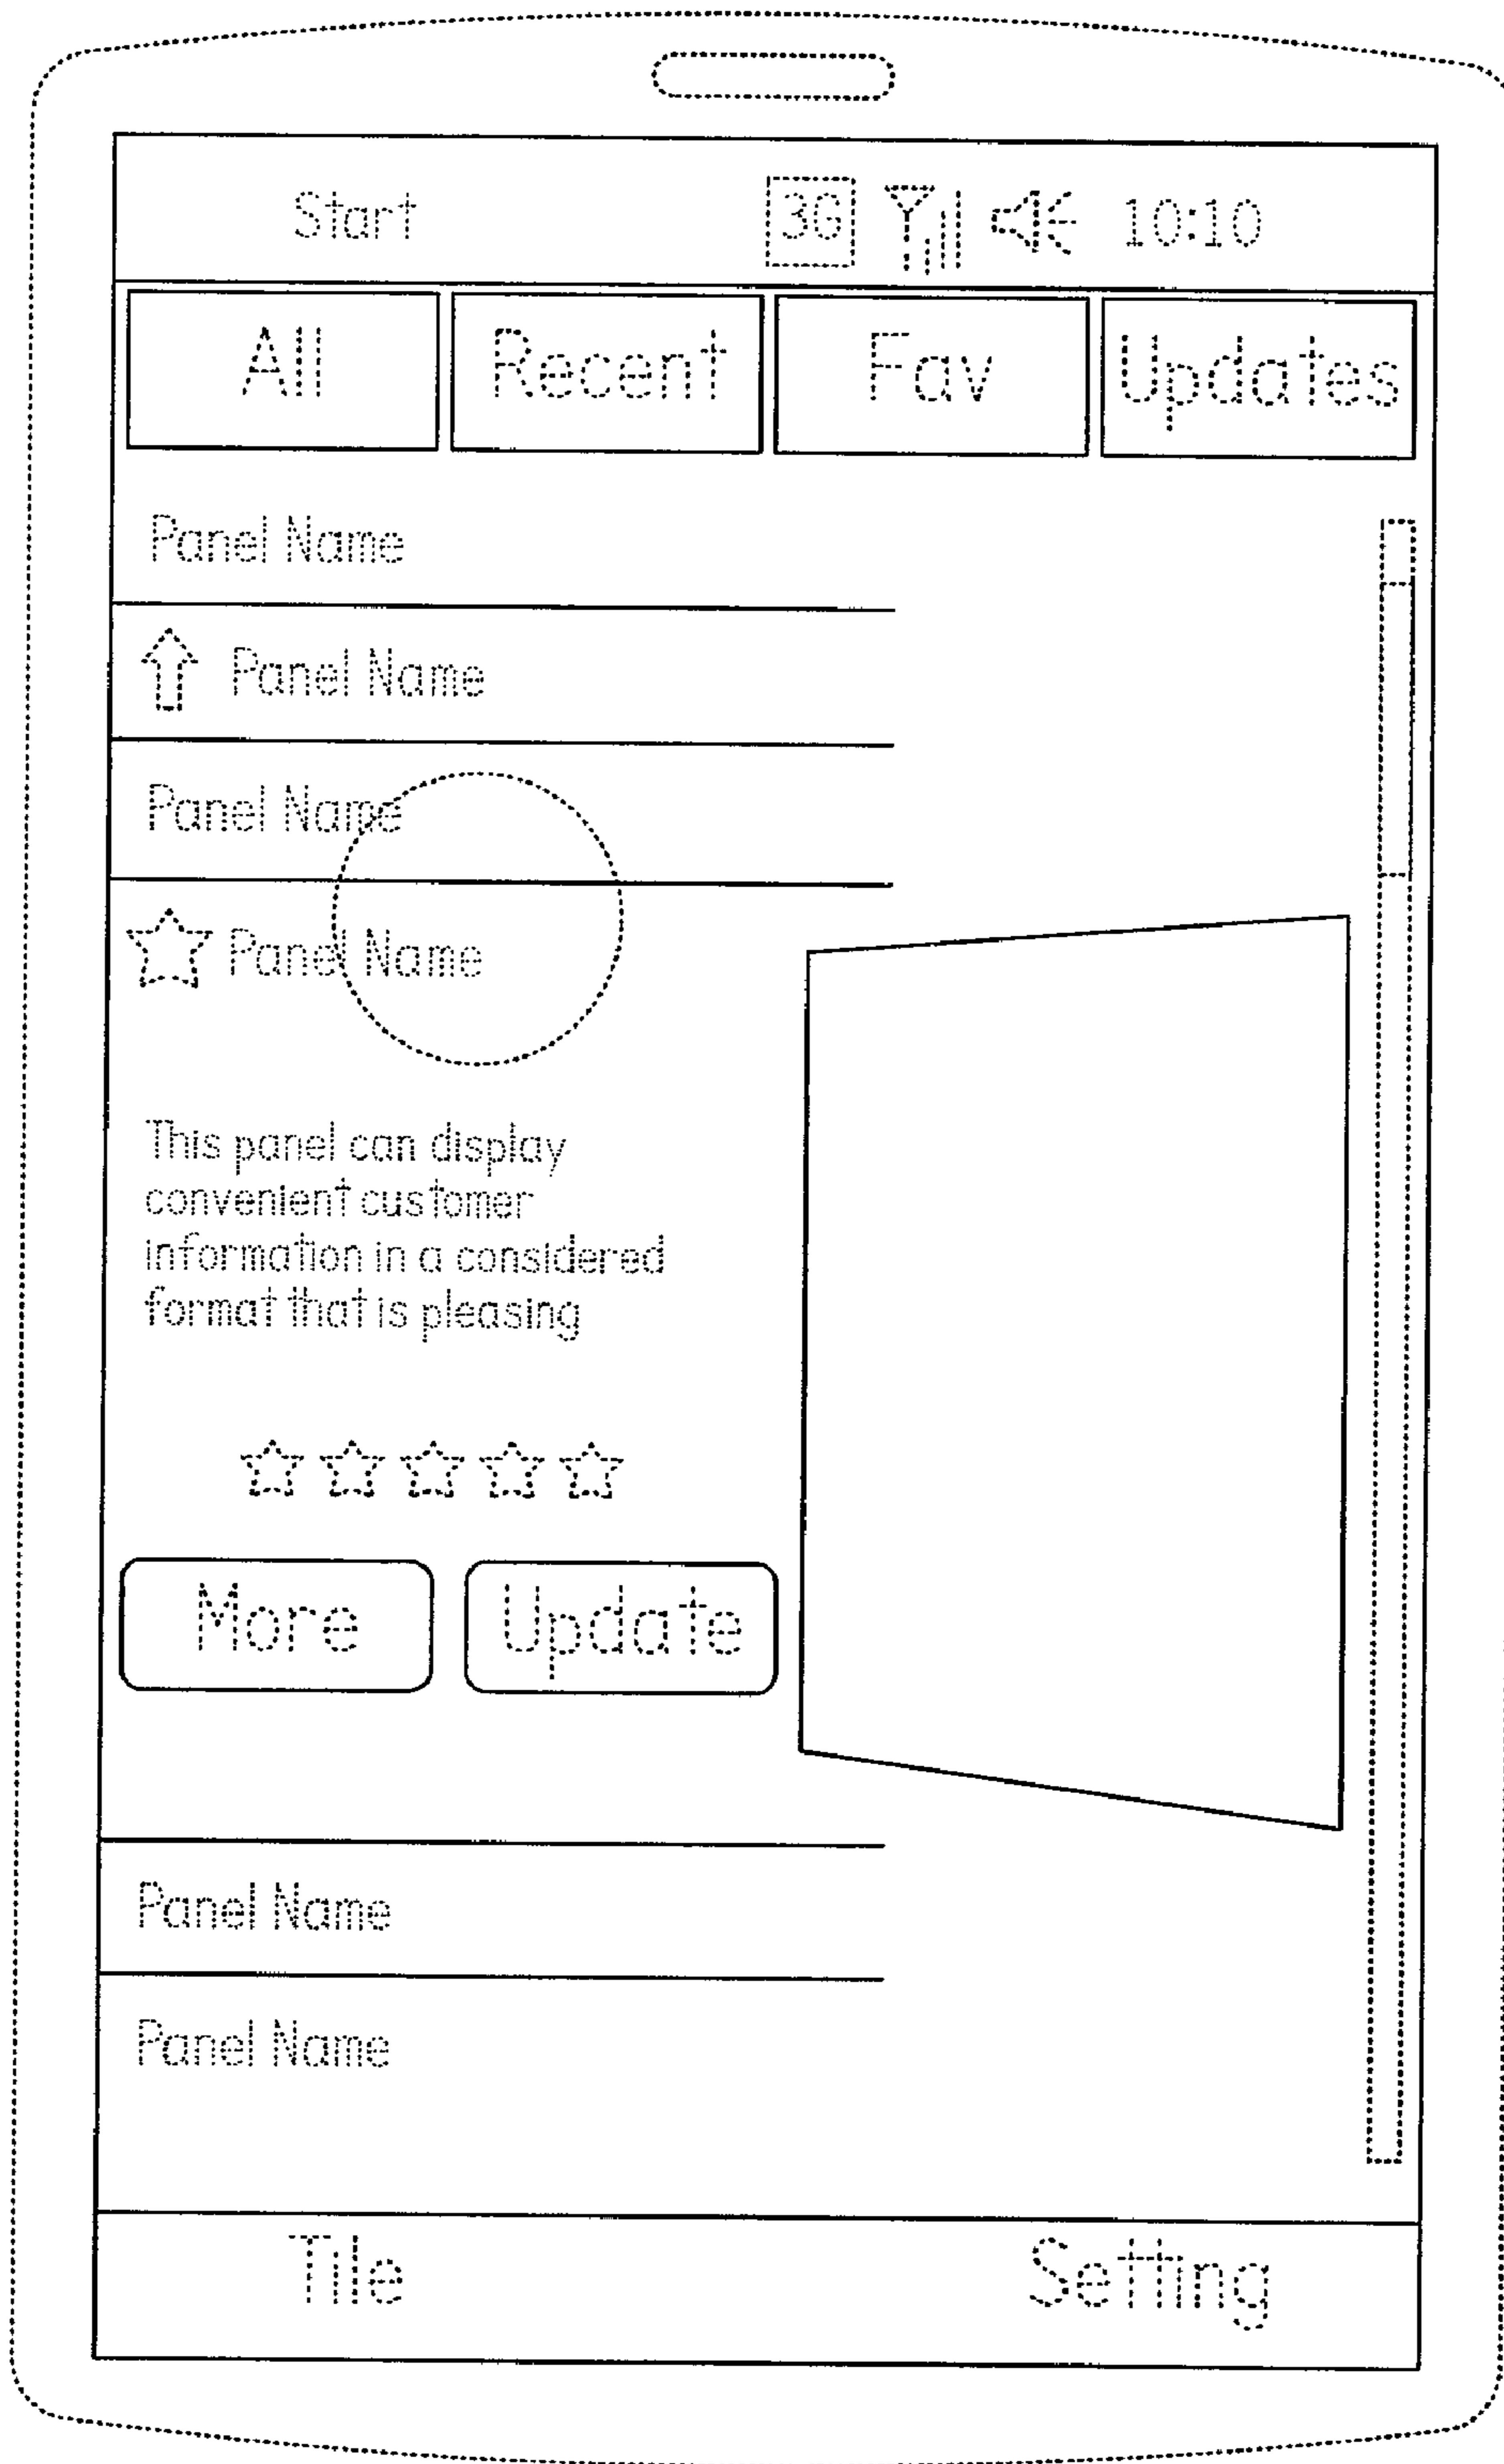 Start 3G 10:10
All Recent Fav Updates
Panel Name
Panel Name
Panel Name
Panel Name
This panel can display
convenient customer
information in a considered
format that is pleasing
More Update
Panel Name
Panel Name
Tile Setting